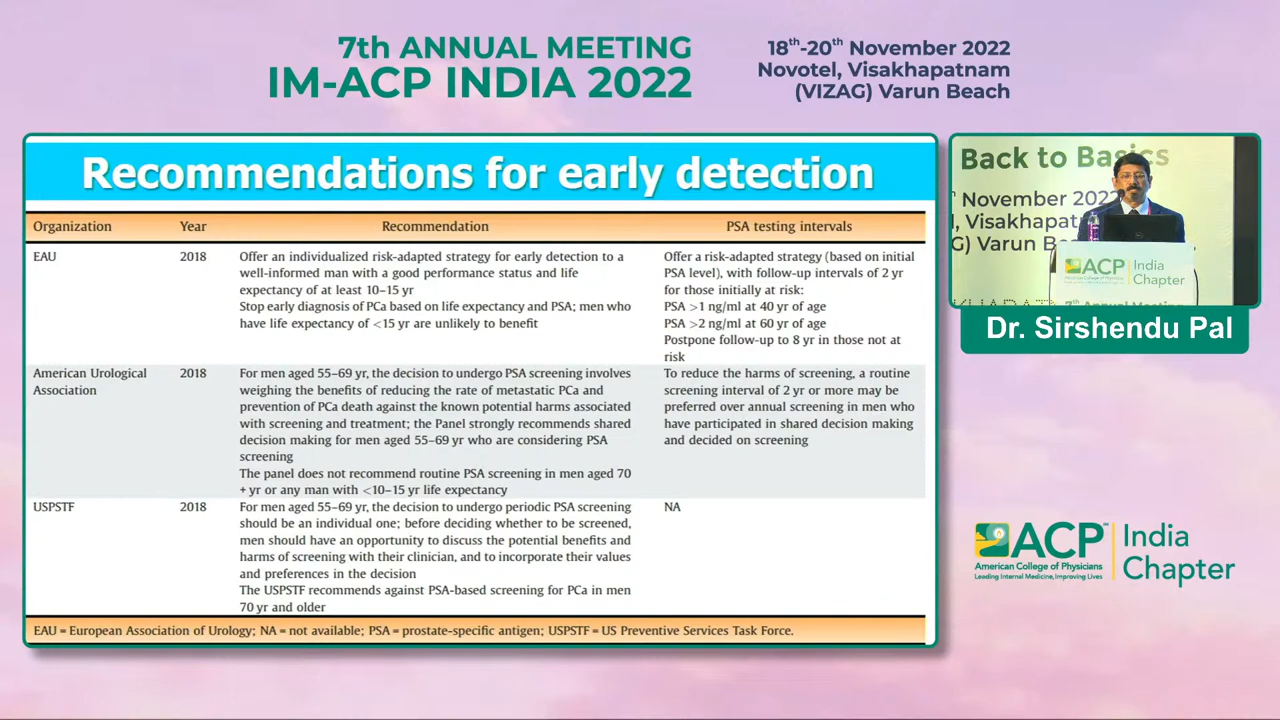 7th ANNUAL MEETING
IM-ACP INDIA 2022
18th-20th November 2022
Novotel, Visakhapatnam
(VIZAG) Varun Beach
Recommendations for early detection
Organization Year Recommendation PSA testing intervals
EAU 2018 Offer an individualized risk-adapted strategy for early detection to a Offer a risk-adapted strategy (based on initial
well-informed man with a good performance status and life PSA level), with follow-up intervals of 2 yr
expectancy of at least 10–15 yr for those initially at risk:
Stop early diagnosis of PCa based on life expectancy and PSA; men who PSA >1 ng/ml at 40 yr of age
have life expectancy of <15 yr are unlikely to benefit PSA >2 ng/ml at 60 yr of age
Postpone follow-up to 8 yr in those not at
risk
American Urological 2018 For men aged 55–69 yr, the decision to undergo PSA screening involves To reduce the harms of screening, a routine
Association weighing the benefits of reducing the rate of metastatic PCa and screening interval of 2 yr or more may be
prevention of PCa death against the known potential harms associated preferred over annual screening in men who
with screening and treatment; the Panel strongly recommends shared have participated in shared decision making
decision making for men aged 55–69 yr who are considering PSA and decided on screening
screening
The panel does not recommend routine PSA screening in men aged 70
+ yr or any man with <10–15 yr life expectancy
USPSTF 2018 For men aged 55–69 yr, the decision to undergo periodic PSA screening NA
should be an individual one; before deciding whether to be screened,
men should have an opportunity to discuss the potential benefits and
harms of screening with their clinician, and to incorporate their values
and preferences in the decision
The USPSTF recommends against PSA-based screening for PCa in men
70 yr and older
EAU = European Association of Urology; NA = not available; PSA = prostate-specific antigen; USPSTF = US Preventive Services Task Force.
Back to Basics
November 2022
Visakhapat
G) Varun
ACP India
Chapter
7th Annual Meeting
Dr. Sirshendu Pal
ACP India
American College of Physicians Chapter
Leading Internal Medicine, Improving Lives